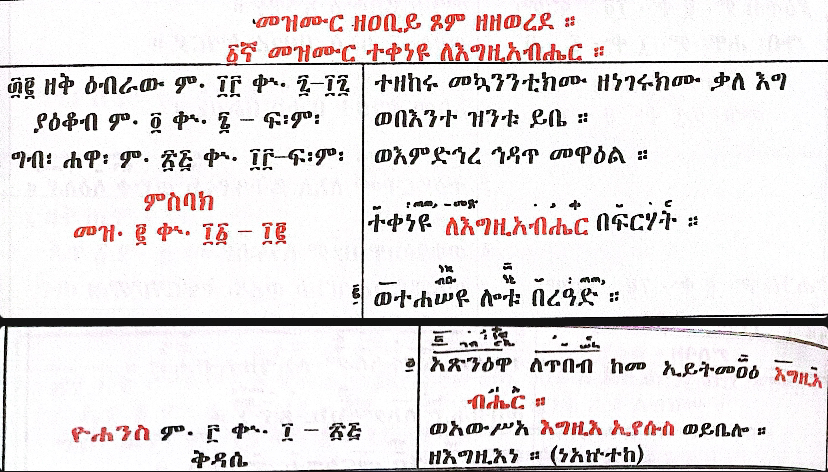 መዝሙር ዘዐቢይ ጾም ዘዘወረደ ።
፩ኛ መዝሙር ተቀነዩ ለእግዚአብሔር ።
፴፪ ዘቅ ዕብራው ም· ፲፫ ቍ· ፯–፲፯
ተዘከሩ መኳንንቲክሙ ዘነገሩክሙ ቃለ እግ
ያዕቆብ ም· ፬ ቍ· ፮ – ፍ፡ም፡
ወበእንተ ዝንቱ ይቤ ።
ግብ፡ ሐዋ፡ ም· ፳፭ ቍ· ፲፫–ፍ፡ም፡
ወእምድኅረ ኅዳጥ መዋዕል ።
ምስባክ
መዝ· ፪ ቍ· ፲፩ – ፲፪
ተቀነዩ ለእግዚአብሔር በፍርሃት ።
ወተሐሠዩ ሎቱ በረዓድ ።
አጽንዕዋ ለጥበብ ከመ ኢይትመዐዕ እግዚአ
ብሔር ።
ዮሐንስ ም· ፫ ቍ· ፲ – ፳፭
ወአውሥአ እግዚእ ኢየሱስ ወይቤሎ ።
ቅዳሴ
ዘእግዚእነ ። (ነአኵተከ)